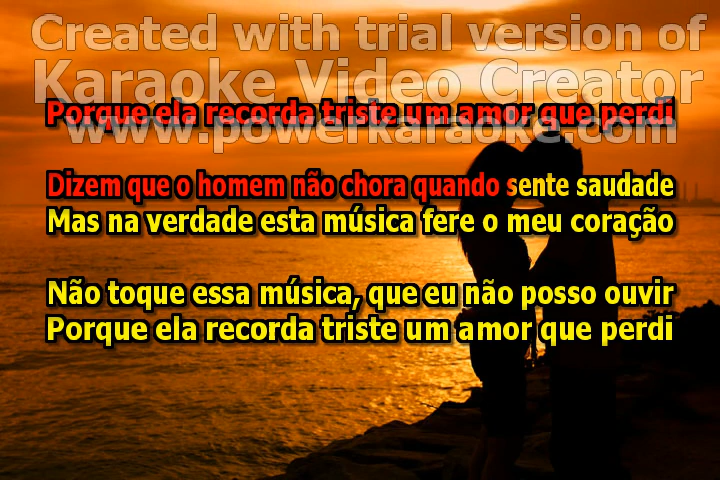 Created with trial version of
Karaoke Video Creator
Porque ela recorda triste um amor que perdi
www.powerkaraoke.com
Dizem que o homem não chora quando sente saudade
Mas na verdade esta música fere o meu coração
Não toque essa música, que eu não posso ouvir
Porque ela recorda triste um amor que perdi